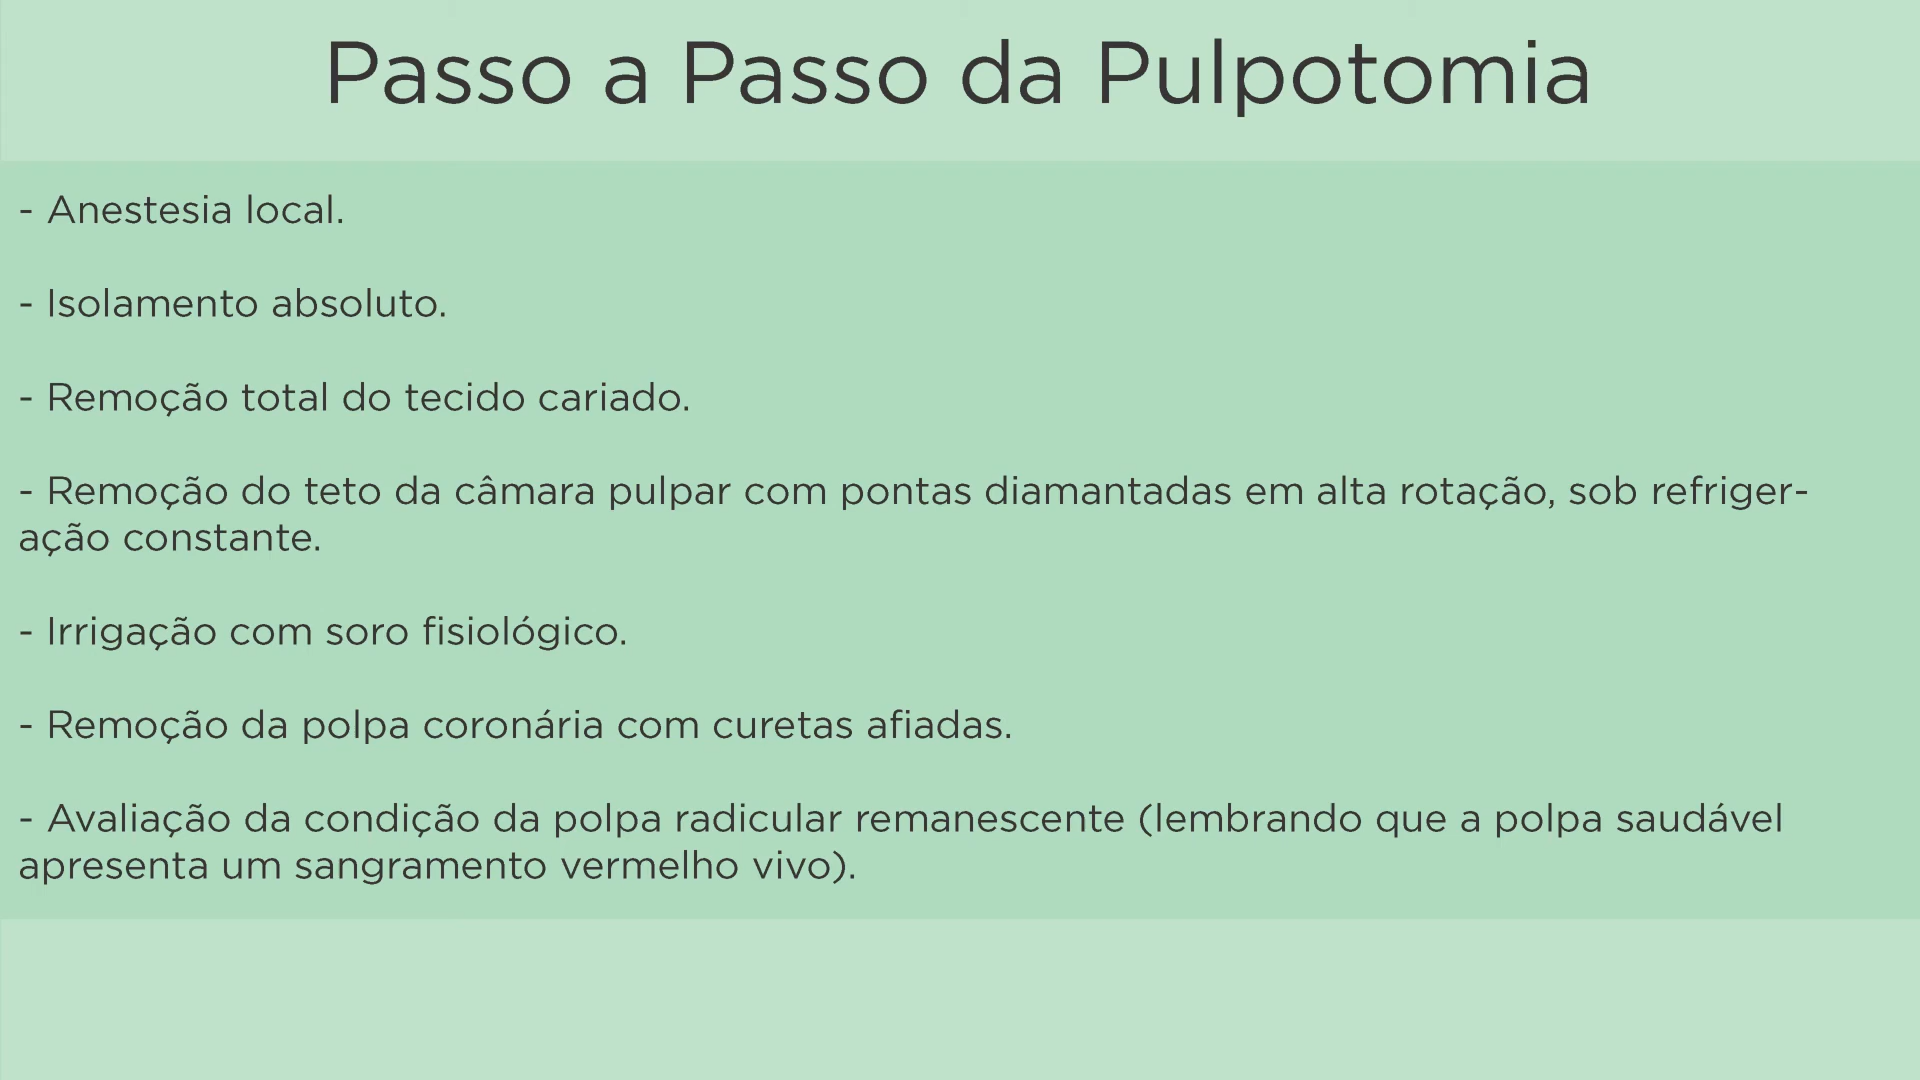 Passo a Passo da Pulpotomia
- Anestesia local.
- Isolamento absoluto.
- Remoção total do tecido cariado.
- Remoção do teto da câmara pulpar com pontas diamantadas em alta rotação, sob refriger-
ação constante.
- Irrigação com soro fisiológico.
- Remoção da polpa coronária com curetas afiadas.
- Avaliação da condição da polpa radicular remanescente (lembrando que a polpa saudável
apresenta um sangramento vermelho vivo).